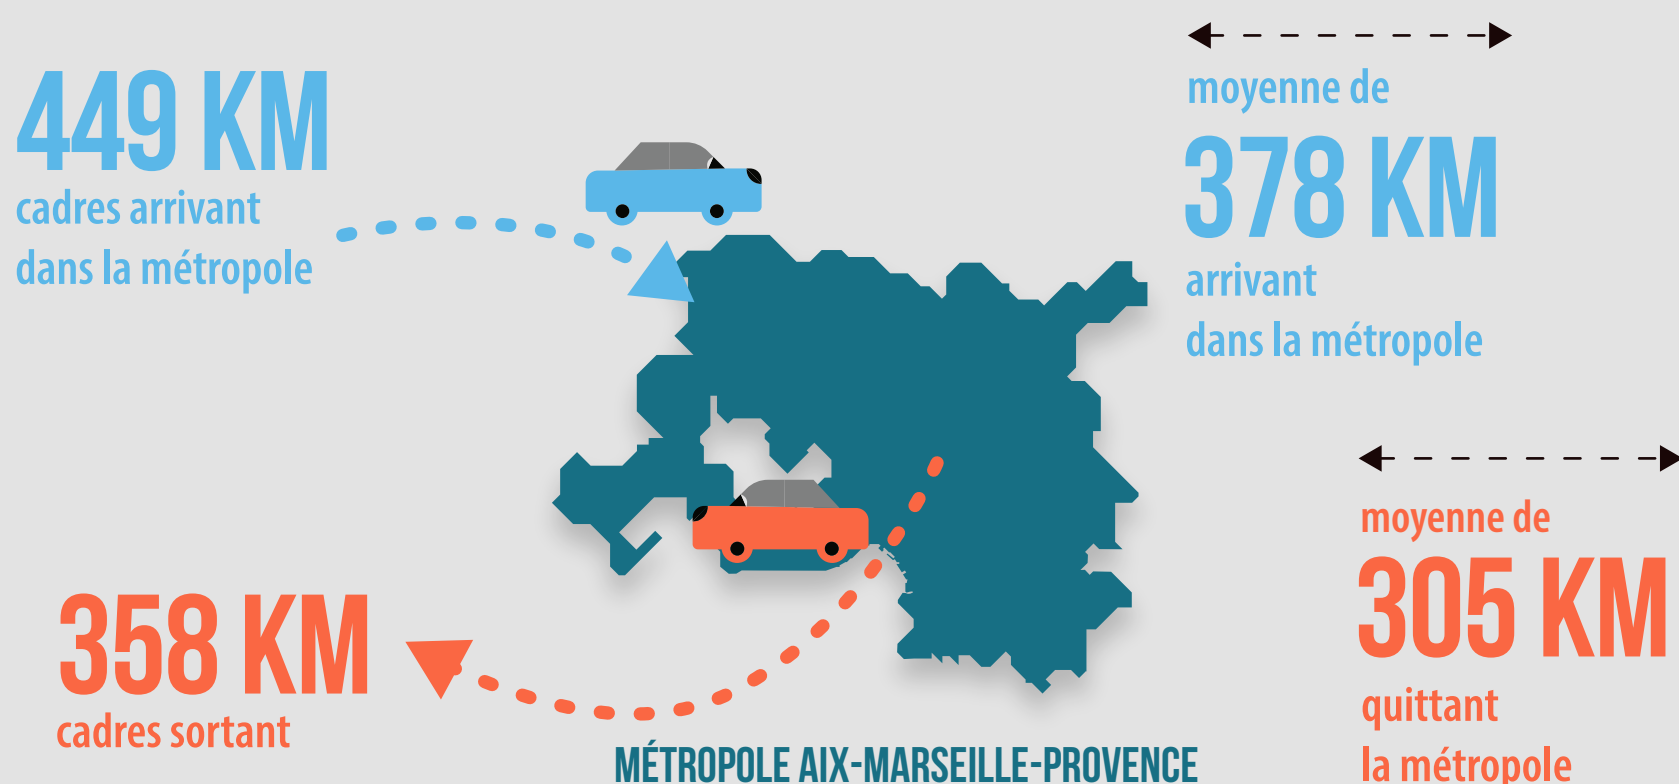 449 KM
cadres arrivant
dans la métropole
moyenne de
378 KM
arrivant
dans la métropole
358 KM
cadres sortant
moyenne de
305 KM
quittant
la métropole
MÉTROPOLE AIX-MARSEILLE-PROVENCE